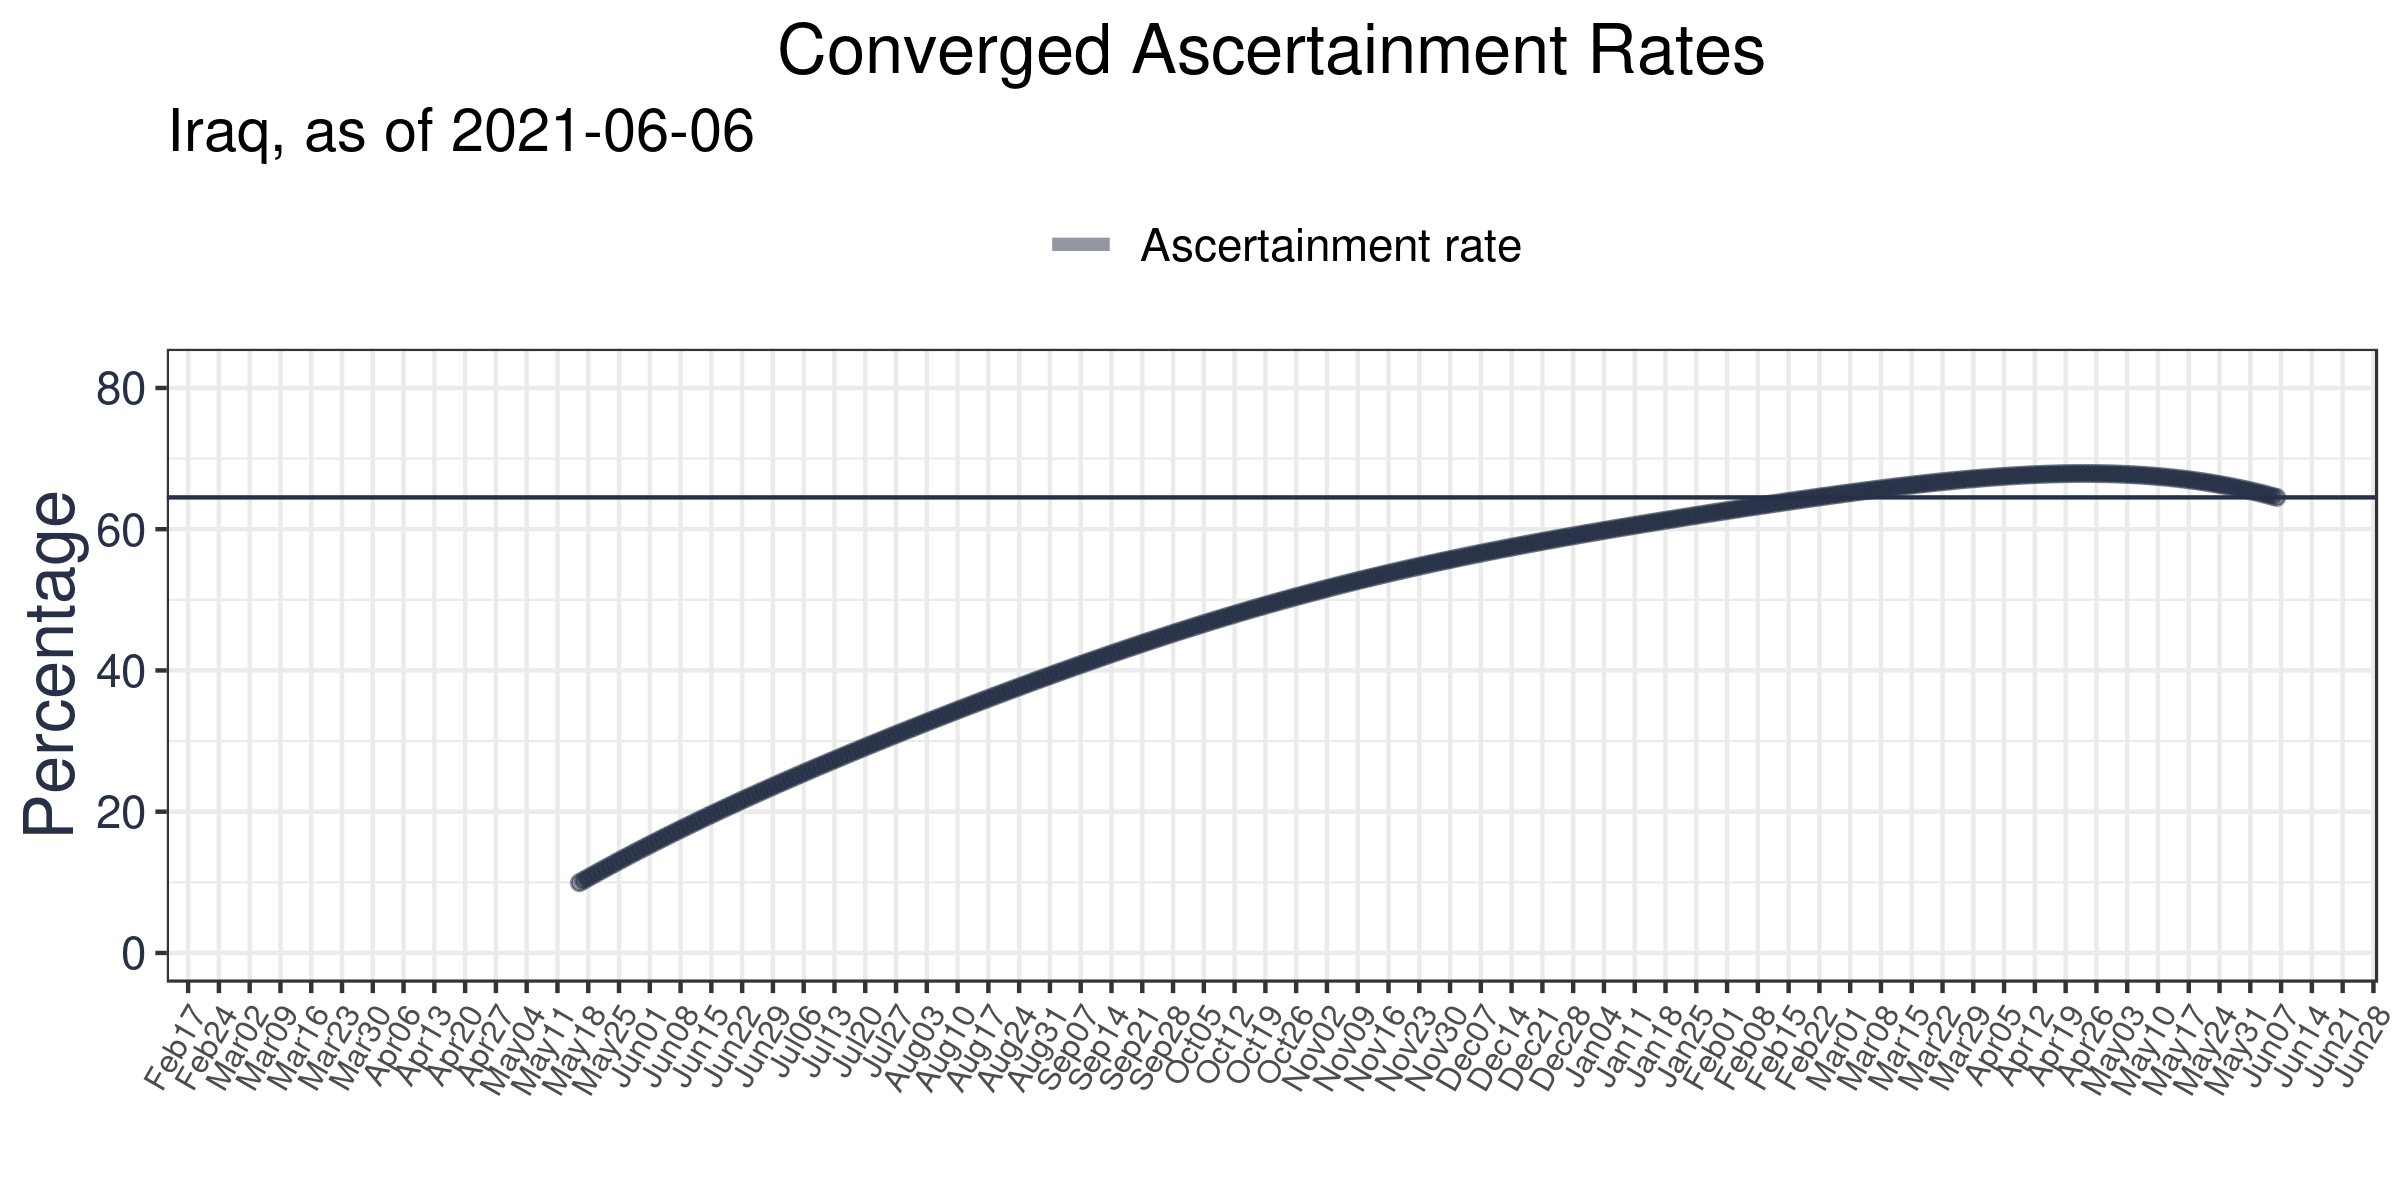 Converged Ascertainment Rates
Iraq, as of 2021-06-06
Ascertainment rate
Percentage
80
60
40
20
0
Feb17
Feb24
Mar02
Mar09
Mar16
Mar23
Mar30
Apr06
Apr13
Apr20
Apr27
May04
May11
May18
May25
Jun01
Jun08
Jun15
Jun22
Jun29
Jul06
Jul13
Jul20
Jul27
Aug03
Aug10
Aug17
Aug24
Aug31
Sep07
Sep14
Sep21
Sep28
Oct05
Oct12
Oct19
Oct26
Nov02
Nov09
Nov16
Nov23
Nov30
Dec07
Dec14
Dec21
Dec28
Jan04
Jan11
Jan18
Jan25
Feb01
Feb08
Feb15
Feb22
Mar01
Mar08
Mar15
Mar22
Mar29
Apr05
Apr12
Apr19
Apr26
May03
May10
May17
May24
May31
Jun07
Jun14
Jun21
Jun28